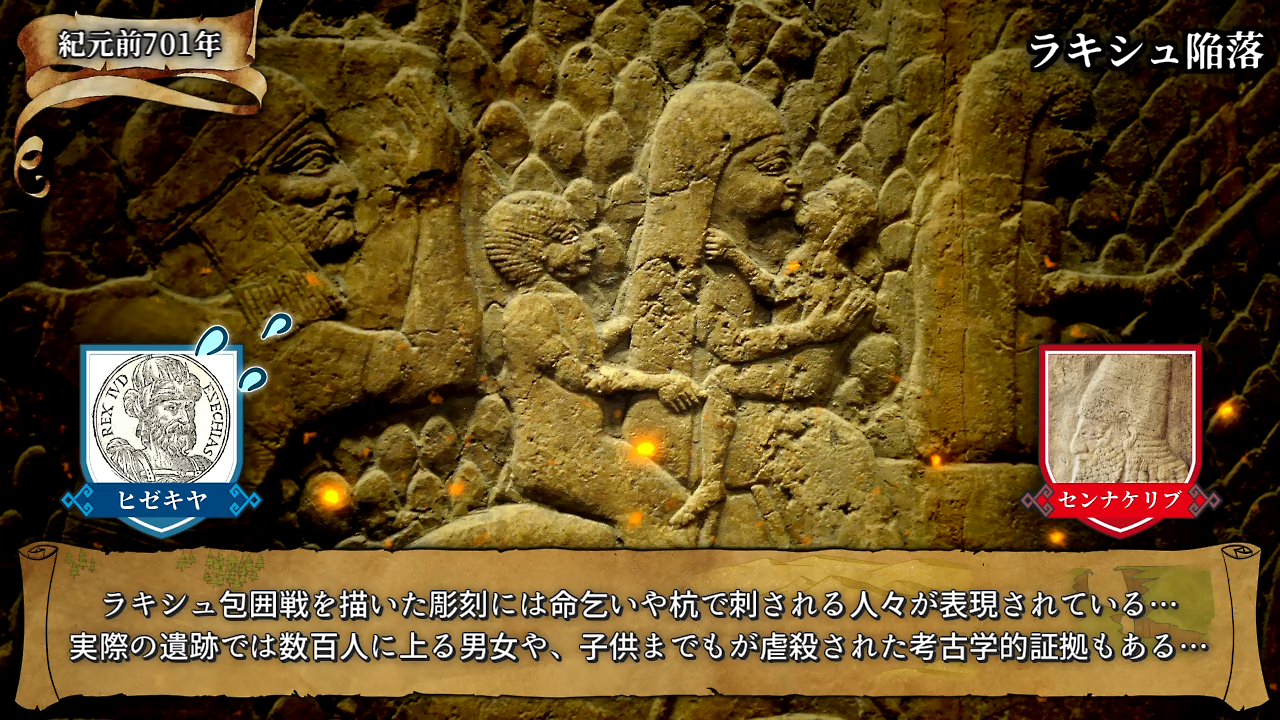 紀元前701年
ラキシュ陥落
REX IVD EZECHIAS
ヒゼキヤ
センナケリブ
ラキシュ包囲戦を描いた彫刻には命乞いや杭で刺される人々が表現されている…
実際の遺跡では数百人に上る男女や、子供までもが虐殺された考古学的証拠もある…